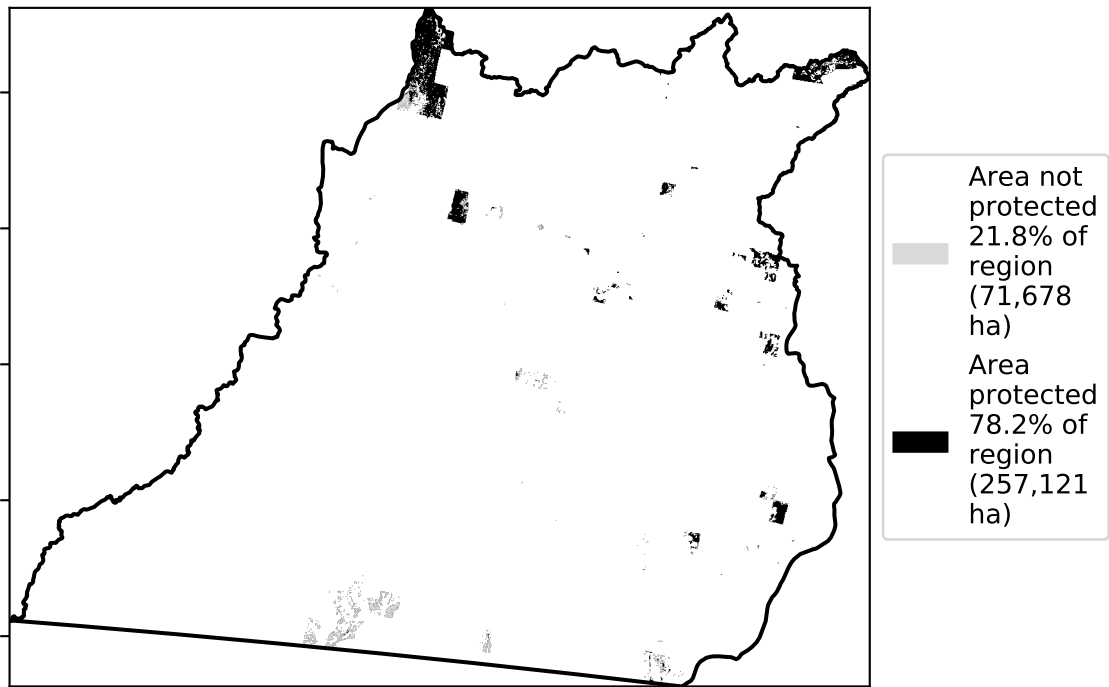 Area not
protected
21.8% of
region
(71,678
ha)
Area
protected
78.2% of
region
(257,121
ha)